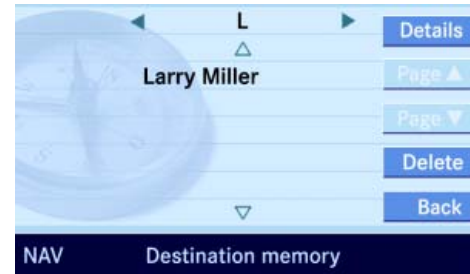 L
Details
Larry Miller
Page
Page
Delete
Back
NAV Destination memory